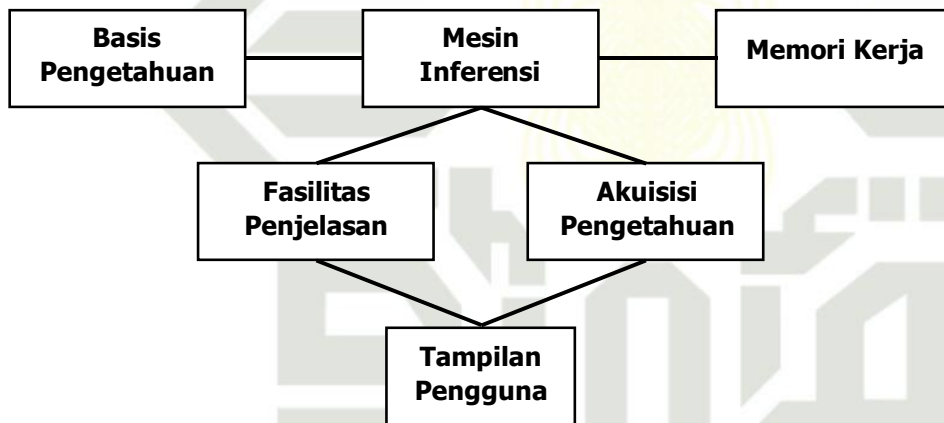 Basis
Pengetahuan
Mesin
Inferensi
Memori Kerja
Fasilitas
Penjelasan
Akuisisi
Pengetahuan
Tampilan
Pengguna